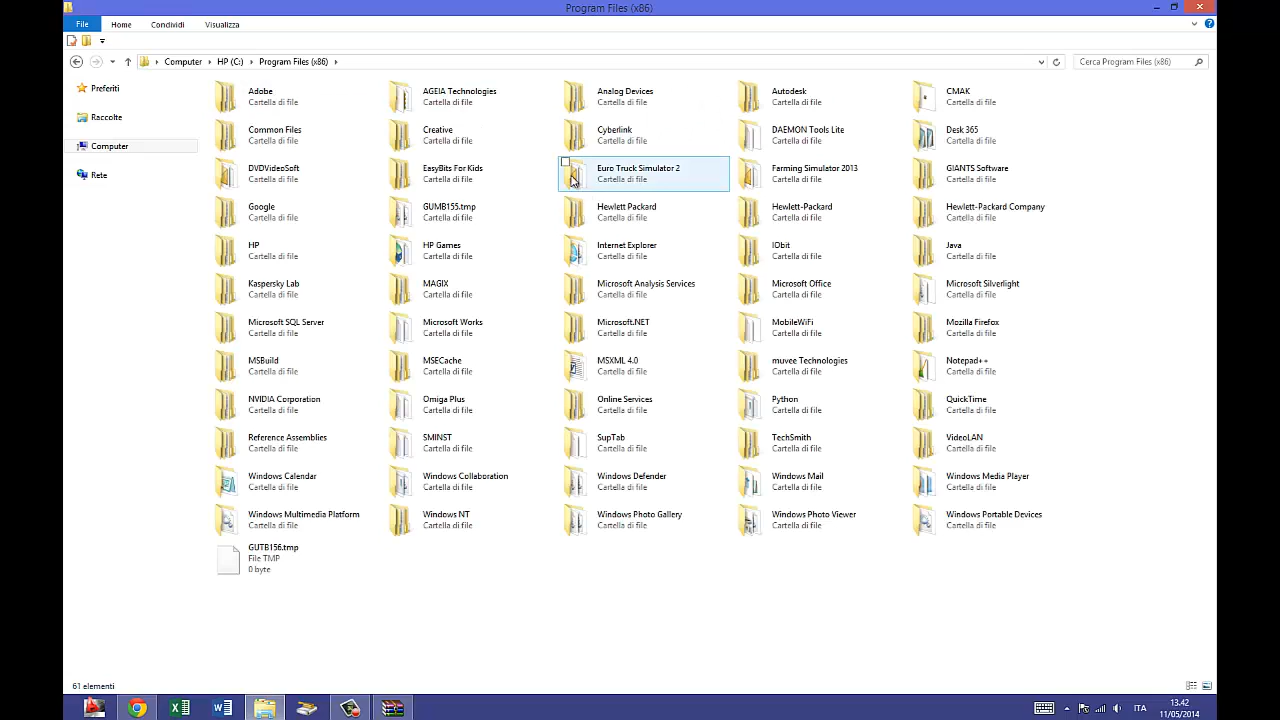 Program Files (x86)
File Home Condividi Visualizza
Computer HP (C:) Program Files (x86)
Cerca Program Files (x86)
Preferiti
Raccolte
Computer
Rete
Adobe
Cartella di file
AGEIA Technologies
Cartella di file
Analog Devices
Cartella di file
Autodesk
Cartella di file
CMAK
Cartella di file
Common Files
Cartella di file
Creative
Cartella di file
Cyberlink
Cartella di file
DAEMON Tools Lite
Cartella di file
Desk 365
Cartella di file
DVDVideoSoft
Cartella di file
EasyBits For Kids
Cartella di file
Euro Truck Simulator 2
Cartella di file
Farming Simulator 2013
Cartella di file
GIANTS Software
Cartella di file
Google
Cartella di file
GUMB155.tmp
Cartella di file
Hewlett Packard
Cartella di file
Hewlett-Packard
Cartella di file
Hewlett-Packard Company
Cartella di file
HP
Cartella di file
HP Games
Cartella di file
Internet Explorer
Cartella di file
IObit
Cartella di file
Java
Cartella di file
Kaspersky Lab
Cartella di file
MAGIX
Cartella di file
Microsoft Analysis Services
Cartella di file
Microsoft Office
Cartella di file
Microsoft Silverlight
Cartella di file
Microsoft SQL Server
Cartella di file
Microsoft Works
Cartella di file
Microsoft.NET
Cartella di file
MobileWiFi
Cartella di file
Mozilla Firefox
Cartella di file
MSBuild
Cartella di file
MSECache
Cartella di file
MSXML 4.0
Cartella di file
muvee Technologies
Cartella di file
Notepad++
Cartella di file
NVIDIA Corporation
Cartella di file
Omiga Plus
Cartella di file
Online Services
Cartella di file
Python
Cartella di file
QuickTime
Cartella di file
Reference Assemblies
Cartella di file
SMINST
Cartella di file
SupTab
Cartella di file
TechSmith
Cartella di file
VideoLAN
Cartella di file
Windows Calendar
Cartella di file
Windows Collaboration
Cartella di file
Windows Defender
Cartella di file
Windows Mail
Cartella di file
Windows Media Player
Cartella di file
Windows Multimedia Platform
Cartella di file
Windows NT
Cartella di file
Windows Photo Gallery
Cartella di file
Windows Photo Viewer
Cartella di file
Windows Portable Devices
Cartella di file
GUTB156.tmp
File TMP
0 byte
61 elementi
ITA
13.42
11/05/2014